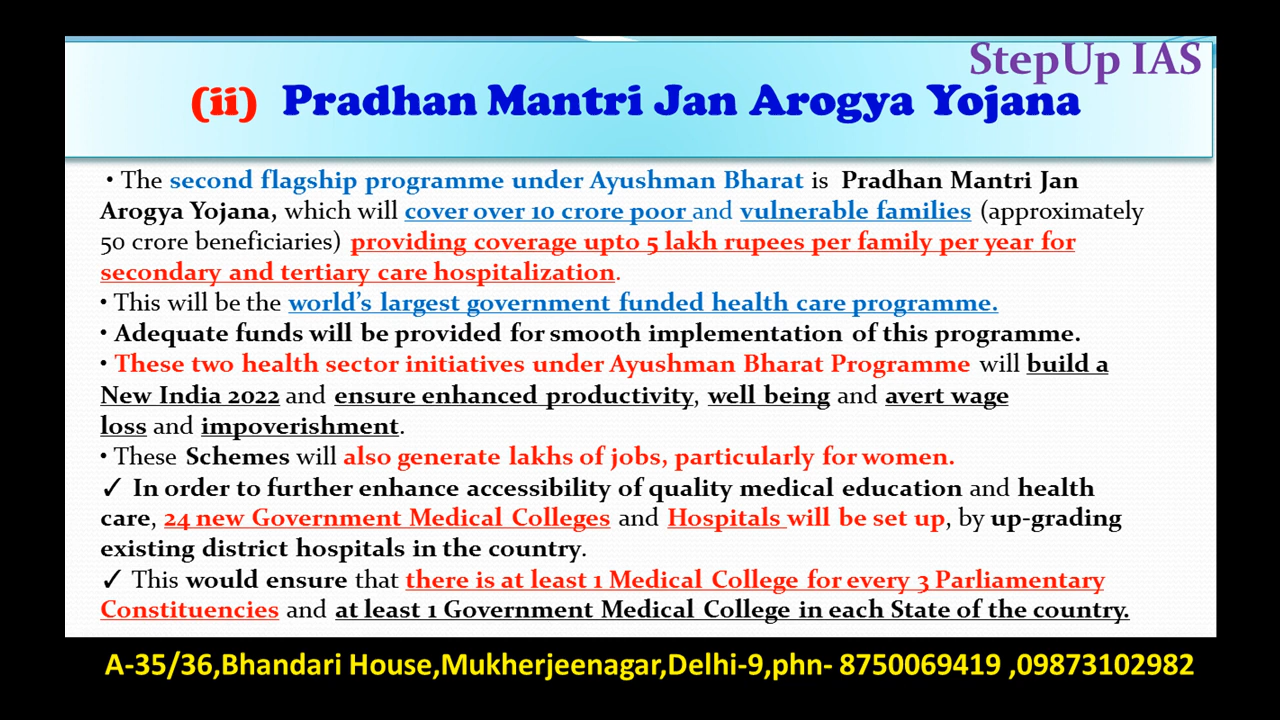 StepUp IAS
(ii) Pradhan Mantri Jan Arogya Yojana
• The second flagship programme under Ayushman Bharat is Pradhan Mantri Jan
Arogya Yojana, which will cover over 10 crore poor and vulnerable families (approximately
50 crore beneficiaries) providing coverage upto 5 lakh rupees per family per year for
secondary and tertiary care hospitalization.
• This will be the world's largest government funded health care programme.
• Adequate funds will be provided for smooth implementation of this programme.
• These two health sector initiatives under Ayushman Bharat Programme will build a
New India 2022 and ensure enhanced productivity, well being and avert wage
loss and impoverishment.
• These Schemes will also generate lakhs of jobs, particularly for women.
✓ In order to further enhance accessibility of quality medical education and health
care, 24 new Government Medical Colleges and Hospitals will be set up, by up-grading
existing district hospitals in the country.
✓ This would ensure that there is at least 1 Medical College for every 3 Parliamentary
Constituencies and at least 1 Government Medical College in each State of the country.
A-35/36,Bhandari House,Mukherjeenagar,Delhi-9,phn- 8750069419 ,09873102982